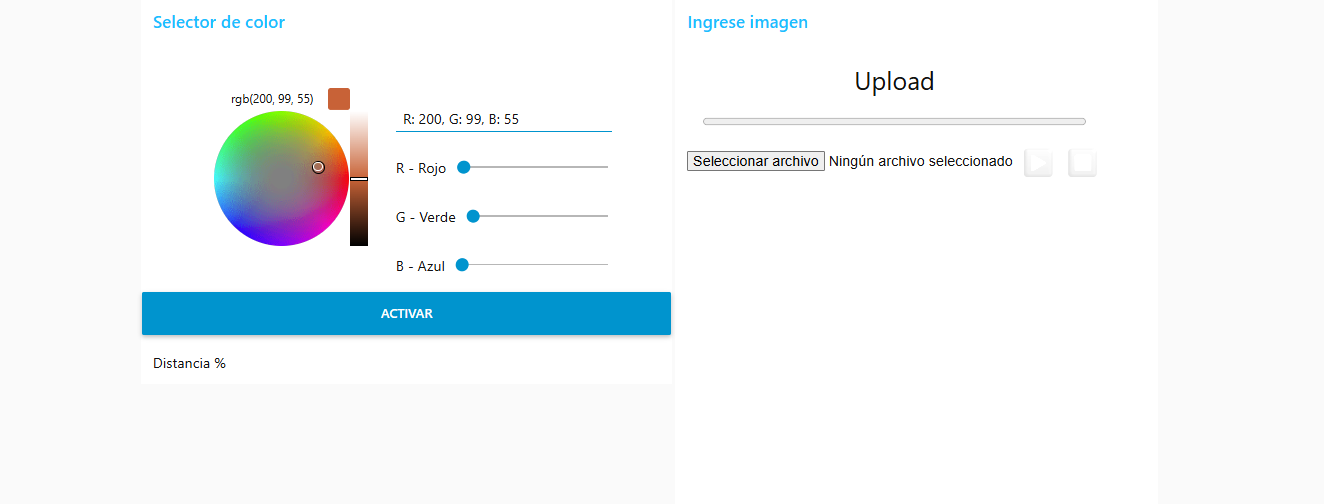 Selector de color
rgb(200, 99, 55)
R: 200, G: 99, B: 55
R - Rojo
G - Verde
B - Azul
ACTIVAR
Distancia %
Ingrese imagen
Upload
Seleccionar archivo Ningún archivo seleccionado